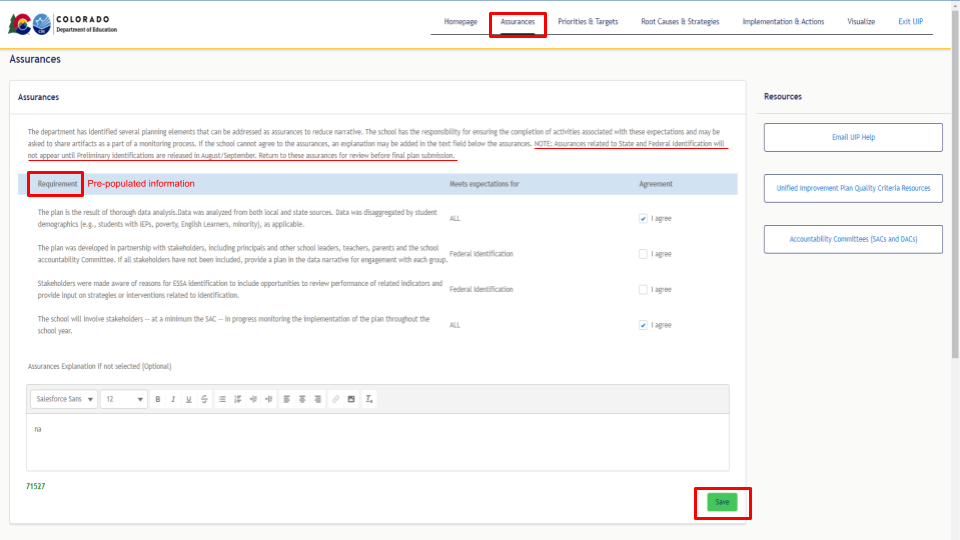 COLORADO
Department of Education
CDE
Homepage Assurances Priorities & Targets Root Causes & Strategies Implementation & Actions Visualize Exit UIP
Assurances
Assurances
The department has identified several planning elements that can be addressed as assurances to reduce narrative. The school has the responsibility for ensuring the completion of activities associated with these expectations and may be
asked to share artifacts as a part of a monitoring process. If the school cannot agree to the assurances, an explanation may be added in the text field below the assurances. NOTE: Assurances related to State and Federal Identification will
not appear until Preliminary identifications are released in August/September. Return to these assurances for review before final plan submission.
Requirement Pre-populated information Meets expectations for Agreement
The plan is the result of thorough data analysis.Data was analyzed from both local and state sources. Data was disaggregated by student
demographics (e.g., students with IEPs, poverty, English Learners, minority), as applicable.
ALL
I agree
The plan was developed in partnership with stakeholders, including principals and other school leaders, teachers, parents and the school
accountability Committee. If all stakeholders have not been included, provide a plan in the data narrative for engagement with each group.
Federal Identification
I agree
Stakeholders were made aware of reasons for ESSA identification to include opportunities to review performance of related indicators and
provide input on strategies or interventions related to identification.
Federal Identification
I agree
The school will involve stakeholders -- at a minimum the SAC -- in progress monitoring the implementation of the plan throughout the
school year.
ALL
I agree
Assurances Explanation if not selected (Optional)
Salesforce Sans 12 B I U S
na
71527
Save
Resources
Email UIP Help
Unified Improvement Plan Quality Criteria Resources
Accountability Committees (SACs and DACs)